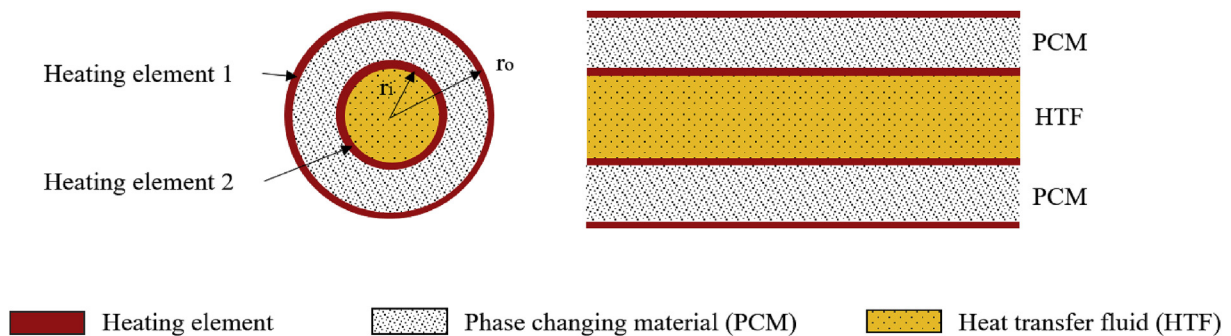 Heating element 1
Heating element 2
ri
ro
PCM
HTF
PCM
Heating element
Phase changing material (PCM)
Heat transfer fluid (HTF)